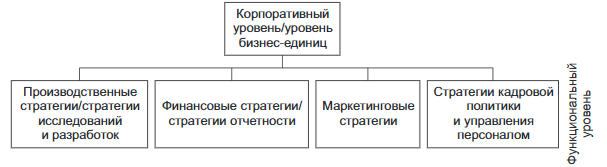 Корпоративный
уровень/уровень
бизнес-единиц
Производственные
стратегии/стратегии
исследований
и разработок
Финансовые стратегии/
стратегии отчетности
Маркетинговые
стратегии
Стратегии кадровой
политики
и управления
персоналом
Функциональный
уровень